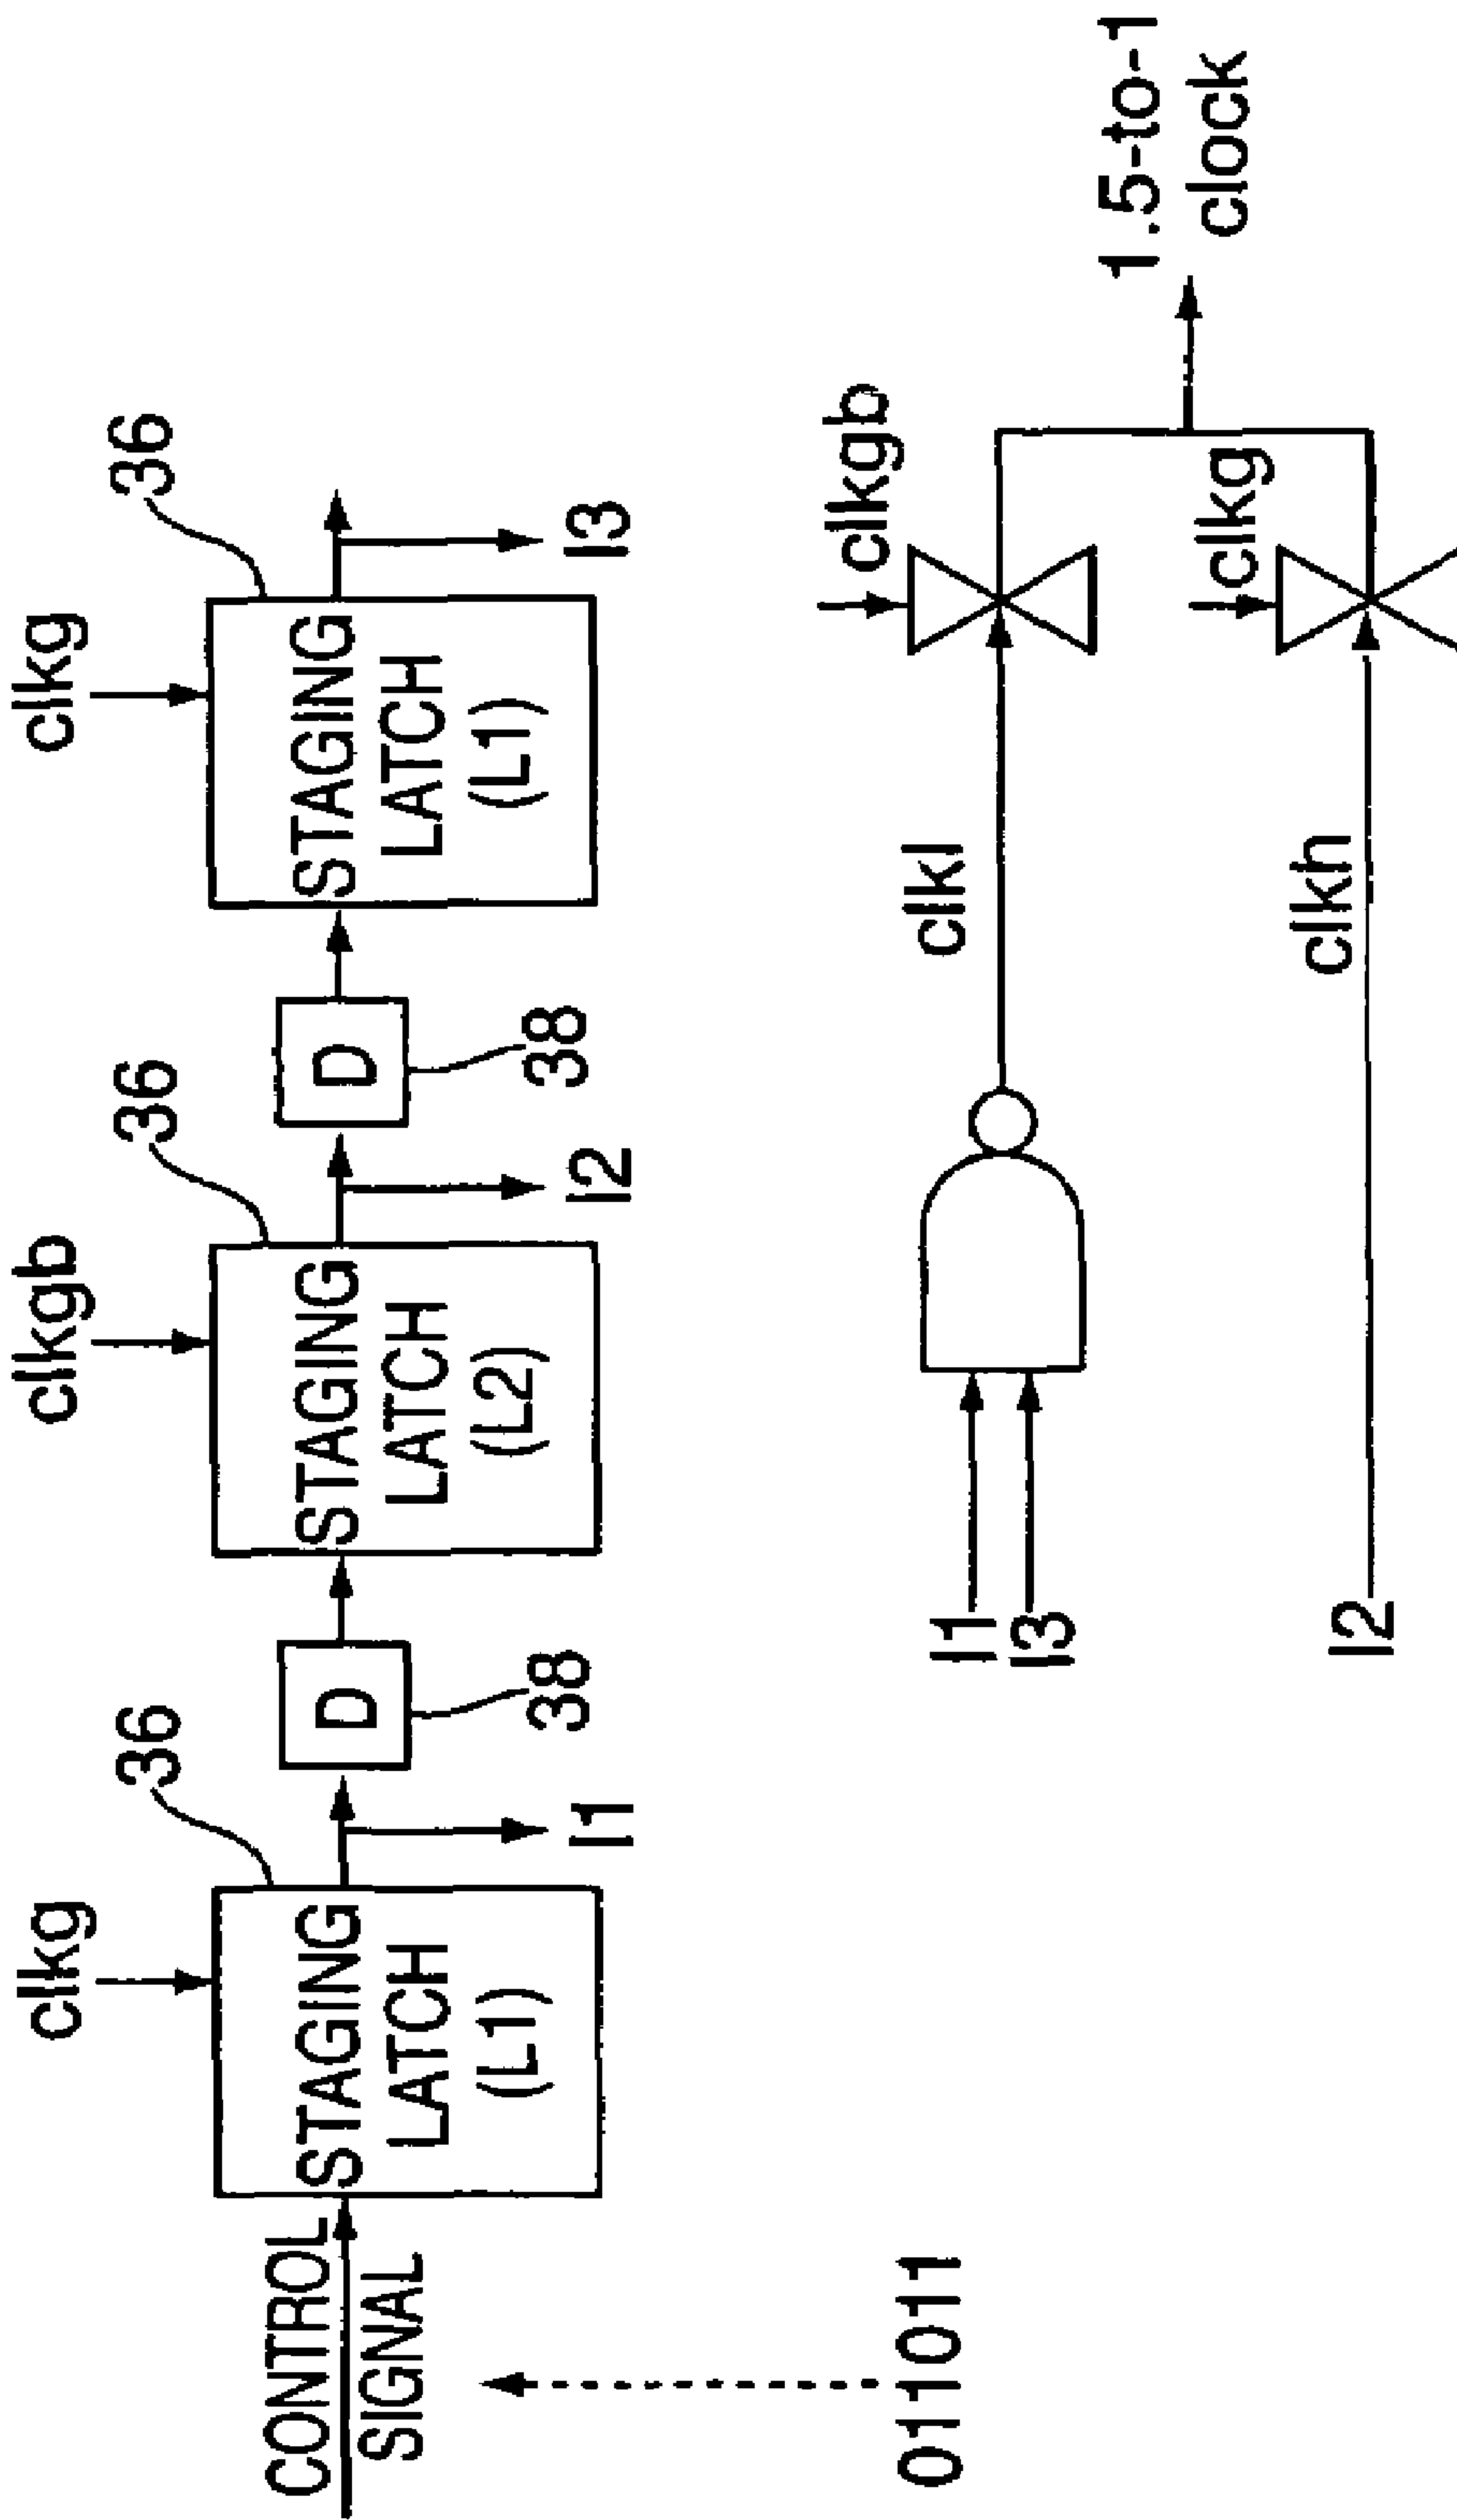 clkg
clkgb
clkg
36
36
36
CONTROL
SIGNAL
STAGING
LATCH
(L1)
D
STAGING
LATCH
(L2)
D
STAGING
LATCH
(L1)
38
38
l1
l2
l3
011011
l1
l3
clkl
clkgb
1.5-to-1
clock
l2
clkh
clkg